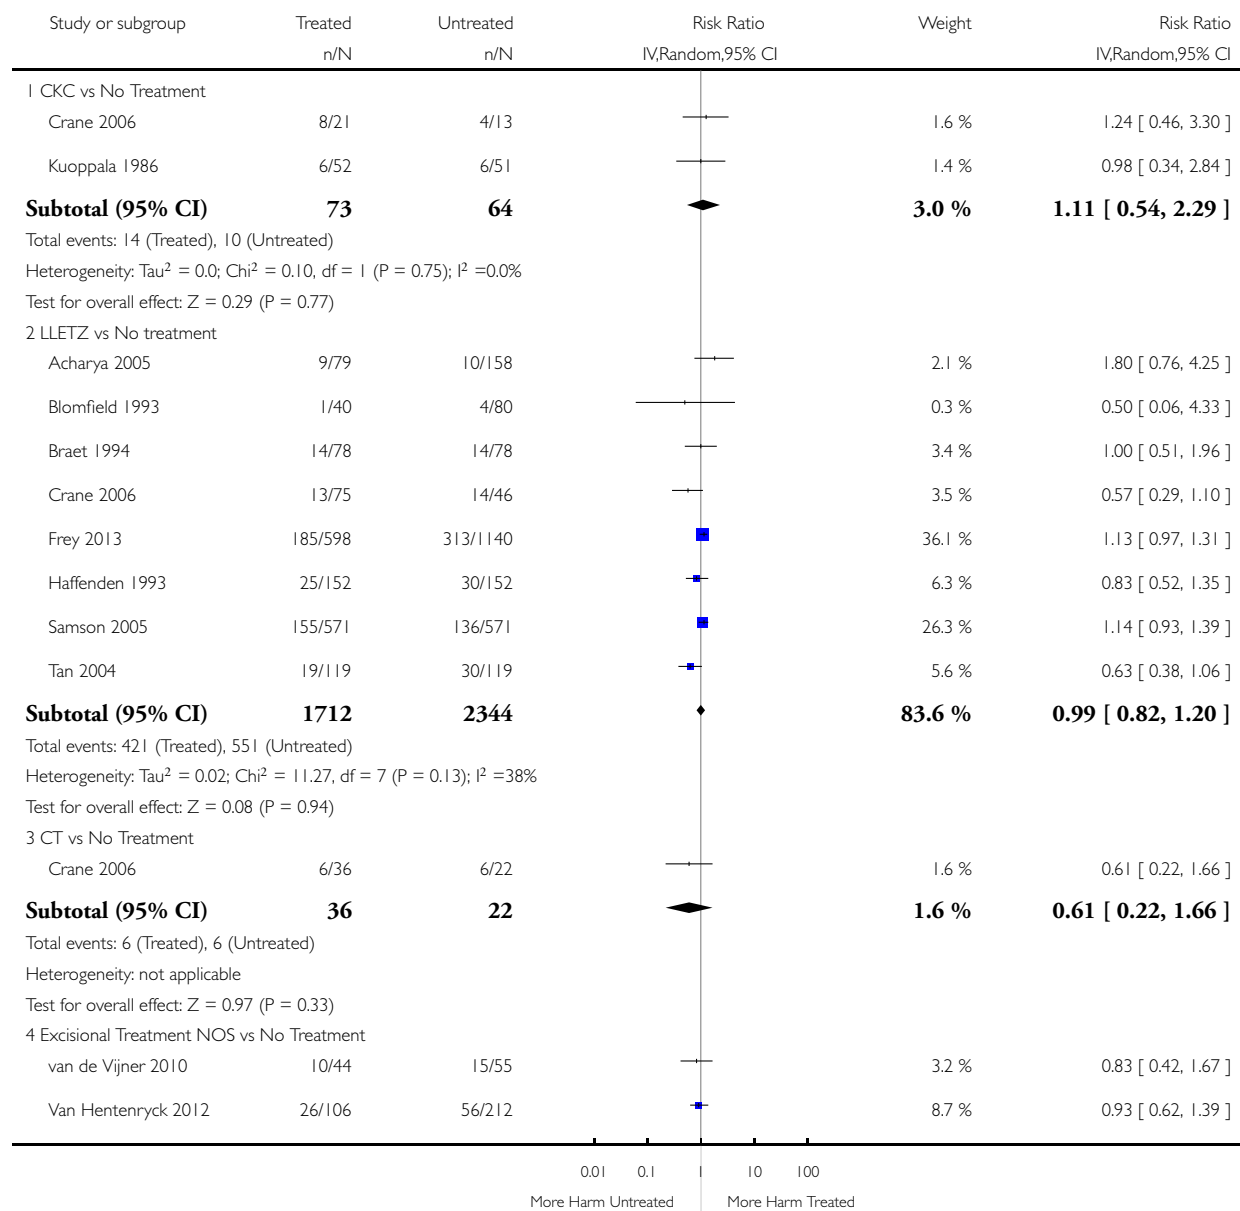 Study or subgroup Treated Untreated Risk Ratio Weight Risk Ratio
n/N n/N IV,Random,95% CI IV,Random,95% CI
1 CKC vs No Treatment
Crane 2006 8/21 4/13 1.6 % 1.24 [ 0.46, 3.30 ]
Kuoppala 1986 6/52 6/51 1.4 % 0.98 [ 0.34, 2.84 ]
Subtotal (95% CI) 73 64 3.0 % 1.11 [ 0.54, 2.29 ]
Total events: 14 (Treated), 10 (Untreated)
Heterogeneity: Tau² = 0.0; Chi² = 0.10, df = 1 (P = 0.75); I² =0.0%
Test for overall effect: Z = 0.29 (P = 0.77)
2 LLETZ vs No treatment
Acharya 2005 9/79 10/158 2.1 % 1.80 [ 0.76, 4.25 ]
Blomfield 1993 1/40 4/80 0.3 % 0.50 [ 0.06, 4.33 ]
Braet 1994 14/78 14/78 3.4 % 1.00 [ 0.51, 1.96 ]
Crane 2006 13/75 14/46 3.5 % 0.57 [ 0.29, 1.10 ]
Frey 2013 185/598 313/1140 36.1 % 1.13 [ 0.97, 1.31 ]
Haffenden 1993 25/152 30/152 6.3 % 0.83 [ 0.52, 1.35 ]
Samson 2005 155/571 136/571 26.3 % 1.14 [ 0.93, 1.39 ]
Tan 2004 19/119 30/119 5.6 % 0.63 [ 0.38, 1.06 ]
Subtotal (95% CI) 1712 2344 83.6 % 0.99 [ 0.82, 1.20 ]
Total events: 421 (Treated), 551 (Untreated)
Heterogeneity: Tau² = 0.02; Chi² = 11.27, df = 7 (P = 0.13); I² =38%
Test for overall effect: Z = 0.08 (P = 0.94)
3 CT vs No Treatment
Crane 2006 6/36 6/22 1.6 % 0.61 [ 0.22, 1.66 ]
Subtotal (95% CI) 36 22 1.6 % 0.61 [ 0.22, 1.66 ]
Total events: 6 (Treated), 6 (Untreated)
Heterogeneity: not applicable
Test for overall effect: Z = 0.97 (P = 0.33)
4 Excisional Treatment NOS vs No Treatment
van de Vijner 2010 10/44 15/55 3.2 % 0.83 [ 0.42, 1.67 ]
Van Hentenryck 2012 26/106 56/212 8.7 % 0.93 [ 0.62, 1.39 ]
0.01 0.1 1 10 100
More Harm Untreated More Harm Treated